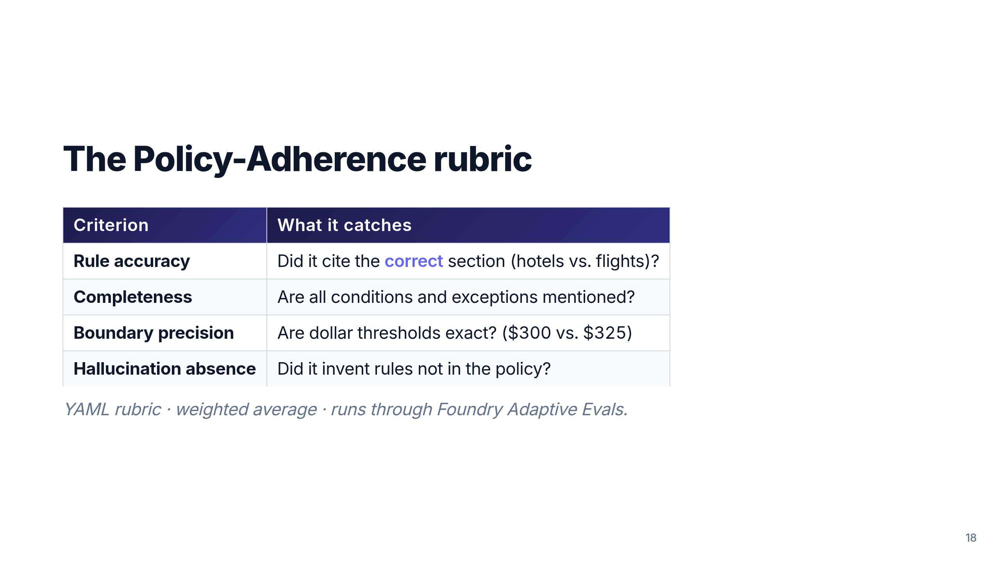 The Policy-Adherence rubric
Criterion What it catches
Rule accuracy Did it cite the correct section (hotels vs. flights)?
Completeness Are all conditions and exceptions mentioned?
Boundary precision Are dollar thresholds exact? ($300 vs. $325)
Hallucination absence Did it invent rules not in the policy?
YAML rubric · weighted average · runs through Foundry Adaptive Evals.
18